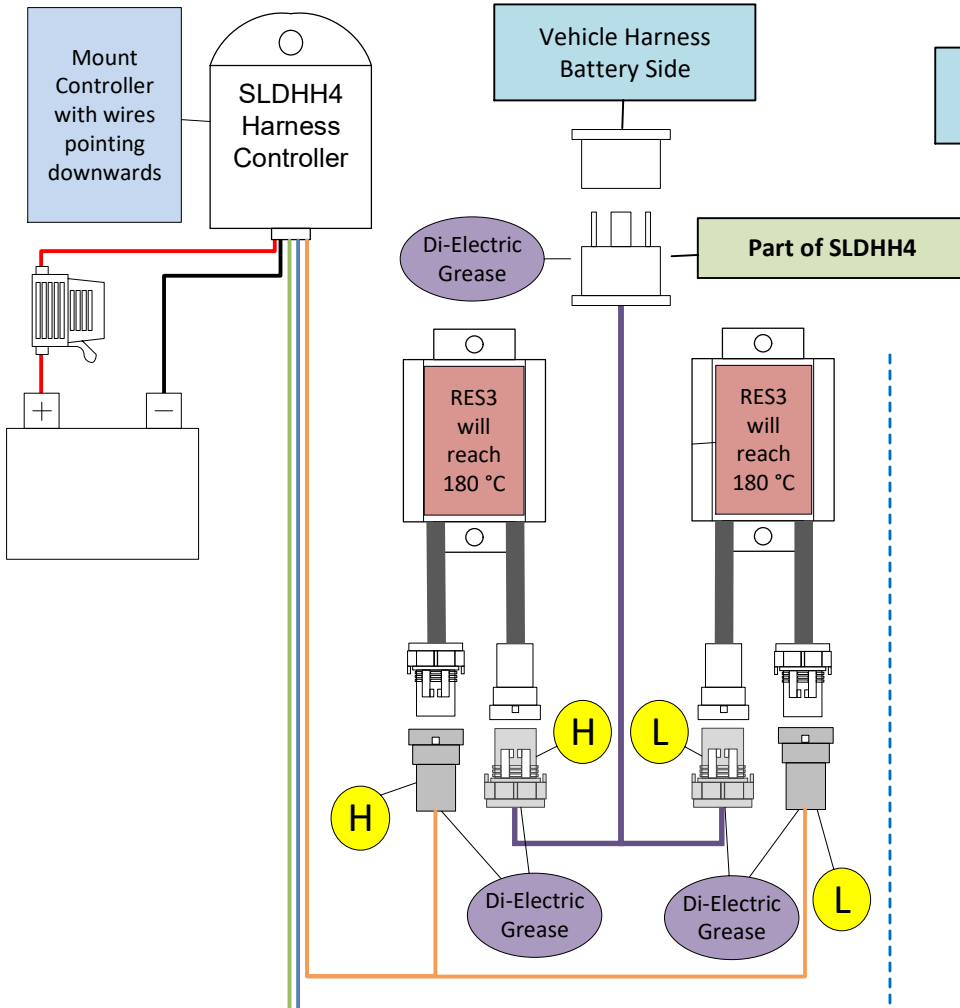 Mount
Controller
with wires
pointing
downwards
SLDHH4
Harness
Controller
Vehicle Harness
Battery Side
Di-Electric
Grease
Part of SLDHH4
+
−
RES3
will
reach
180 °C
RES3
will
reach
180 °C
H
L
H
L
Di-Electric
Grease
Di-Electric
Grease